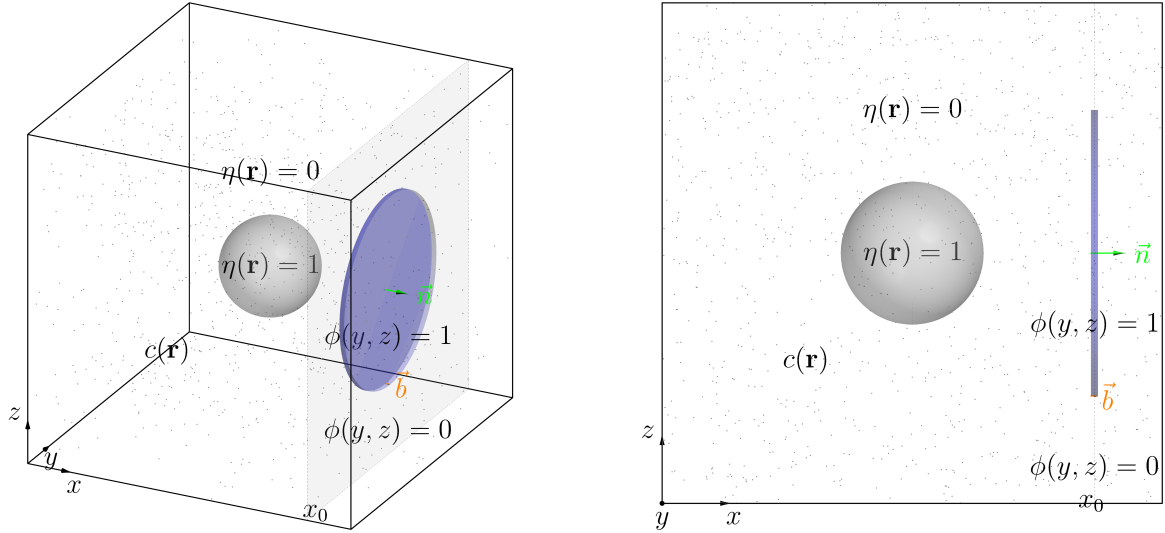 η(r) = 0
η(r) = 1
n⃗
ϕ(y, z) = 1
c(r)
b⃗
z
ϕ(y, z) = 0
y
x
x₀
η(r) = 0
η(r) = 1
n⃗
ϕ(y, z) = 1
c(r)
b⃗
z
ϕ(y, z) = 0
x₀
y
x